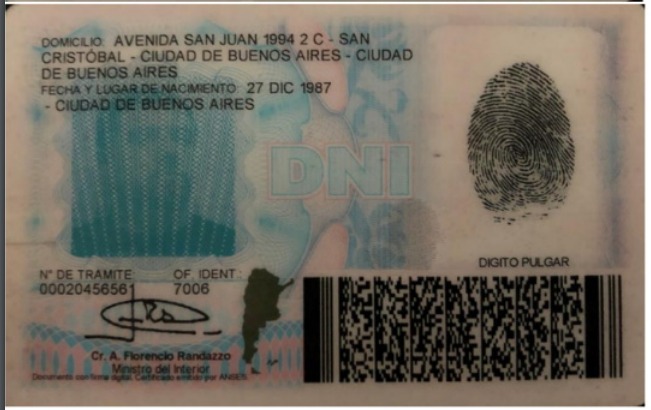 DOMICILIO: AVENIDA SAN JUAN 1994 2 C - SAN
CRISTÓBAL - CIUDAD DE BUENOS AIRES - CIUDAD
DE BUENOS AIRES
FECHA Y LUGAR DE NACIMIENTO: 27 DIC 1987
- CIUDAD DE BUENOS AIRES
DNI
DIGITO PULGAR
N° DE TRAMITE: OF. IDENT:
00020456561 7006
Cr. A. Florencio Randazzo
Ministro del Interior
Documento con firma digital. Certificado emitido por ANSES.